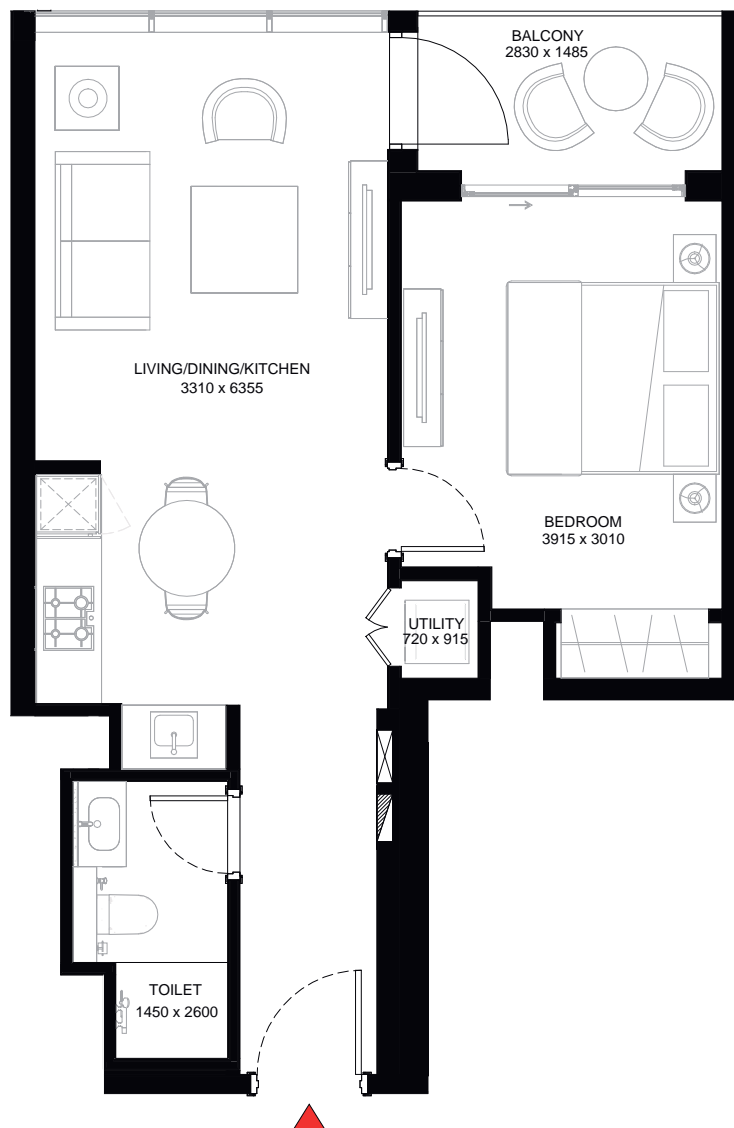 BALCONY
2830 x 1485
LIVING/DINING/KITCHEN
3310 x 6355
BEDROOM
3915 x 3010
UTILITY
720 x 915
TOILET
1450 x 2600